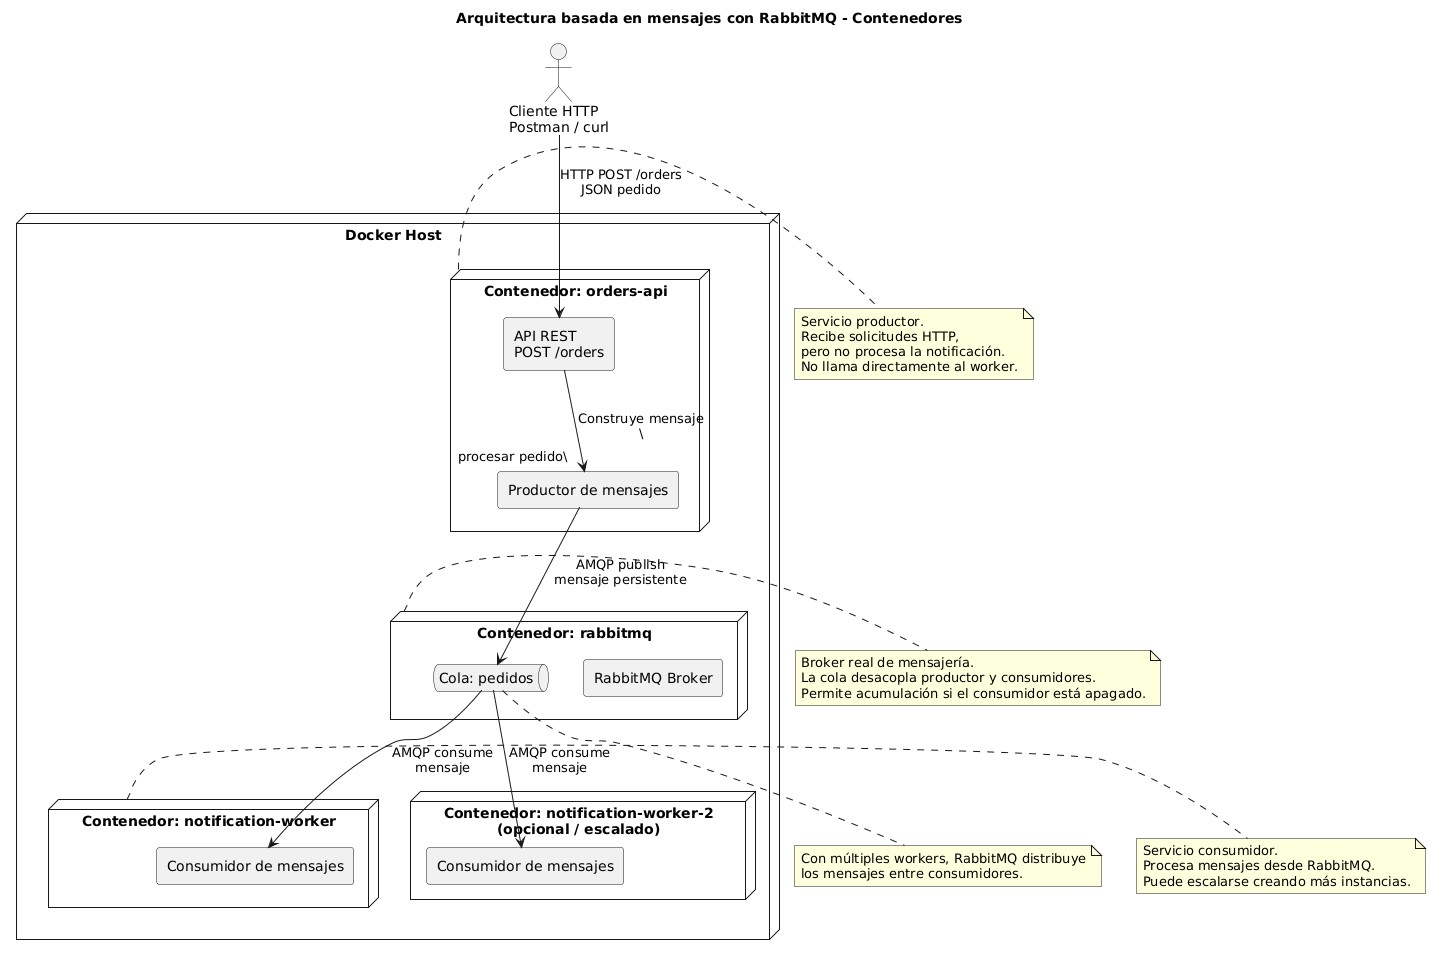 Arquitectura basada en mensajes con RabbitMQ - Contenedores
Cliente HTTP
Postman / curl
HTTP POST /orders
JSON pedido
Docker Host
Contenedor: orders-api
API REST
POST /orders
Servicio productor.
Recibe solicitudes HTTP,
pero no procesa la notificación.
No llama directamente al worker.
Construye mensaje
\
procesar pedido\
Productor de mensajes
AMQP publish
mensaje persistente
Contenedor: rabbitmq
Cola: pedidos
RabbitMQ Broker
Broker real de mensajería.
La cola desacopla productor y consumidores.
Permite acumulación si el consumidor está apagado.
AMQP consume
mensaje
AMQP consume
mensaje
Contenedor: notification-worker
Consumidor de mensajes
Contenedor: notification-worker-2
(opcional / escalado)
Consumidor de mensajes
Con múltiples workers, RabbitMQ distribuye
los mensajes entre consumidores.
Servicio consumidor.
Procesa mensajes desde RabbitMQ.
Puede escalarse creando más instancias.